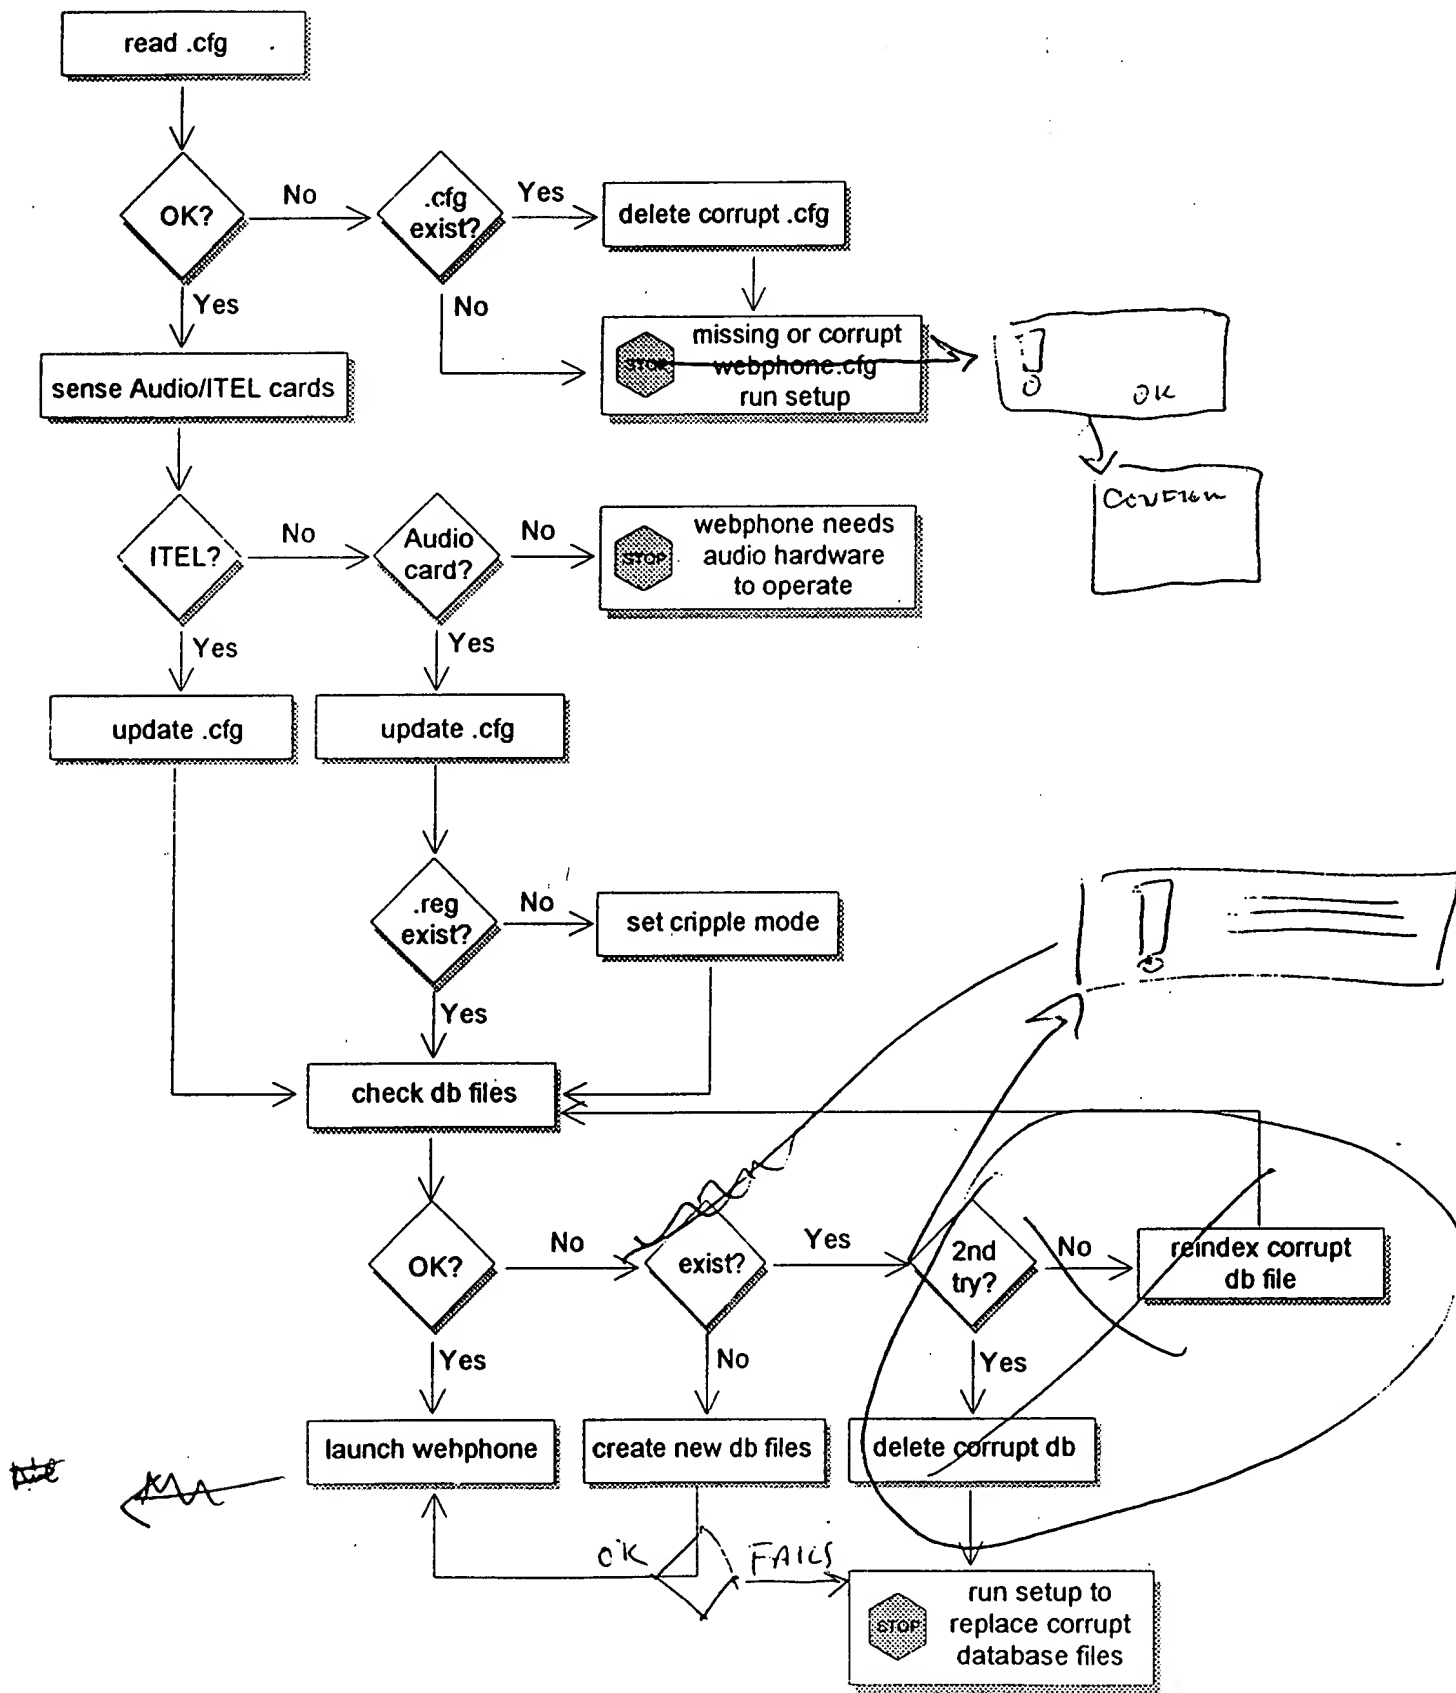 read .cfg
OK?
No
.cfg
exist?
Yes
delete corrupt .cfg
Yes
No
STOP
missing or corrupt
webphone.cfg
run setup
OK
sense Audio/ITEL cards
ITEL?
No
Audio
card?
No
STOP
webphone needs
audio hardware
to operate
Yes
Yes
update .cfg
update .cfg
.reg
exist?
No
set cripple mode
Yes
check db files
OK?
No
exist?
Yes
2nd
try?
No
reindex corrupt
db file
Yes
No
Yes
launch wehphone
create new db files
delete corrupt db
OK
FAILS
STOP
run setup to
replace corrupt
database files